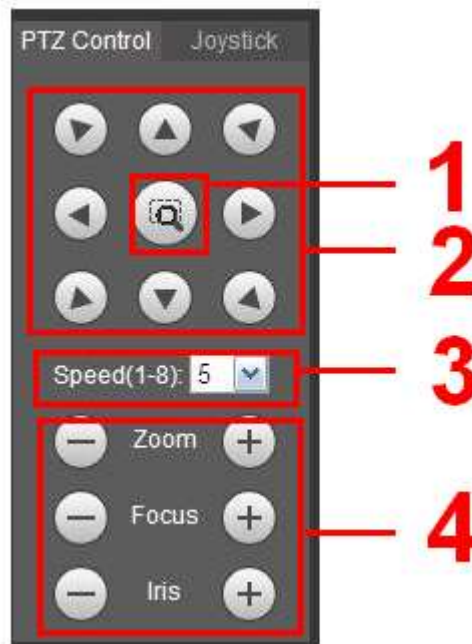 PTZ Control Joystick
1
2
Speed(1-8): 5
3
Zoom
Focus
4
Iris